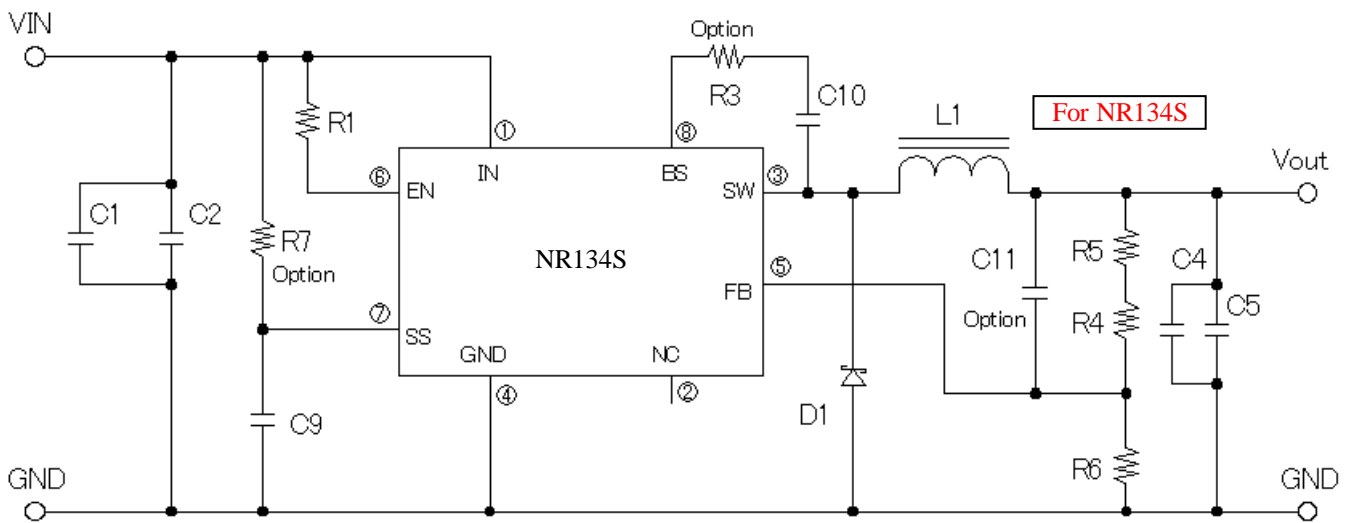 VIN
Option
R3
C10
L1
For NR134S
Vout
R1
①
⑧
⑥
EN
IN
BS
SW
③
C1
C2
R7
Option
NR134S
⑤
FB
C11
Option
R5
R4
C4
C5
⑦
SS
GND
NC
④
②
D1
C9
R6
GND
GND